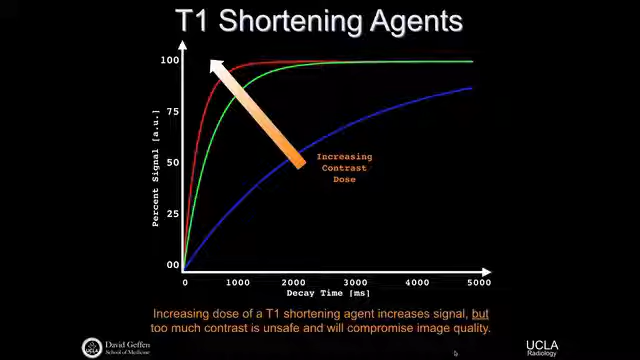 T1 Shortening Agents
100
75
50
25
00
Percent Signal [a.u.]
Increasing
Contrast
Dose
0 1000 2000 3000 4000 5000
Decay Time [ms]
Increasing dose of a T1 shortening agent increases signal, but
too much contrast is unsafe and will compromise image quality.
UCLA
David Geffen
School of Medicine
UCLA
Radiology